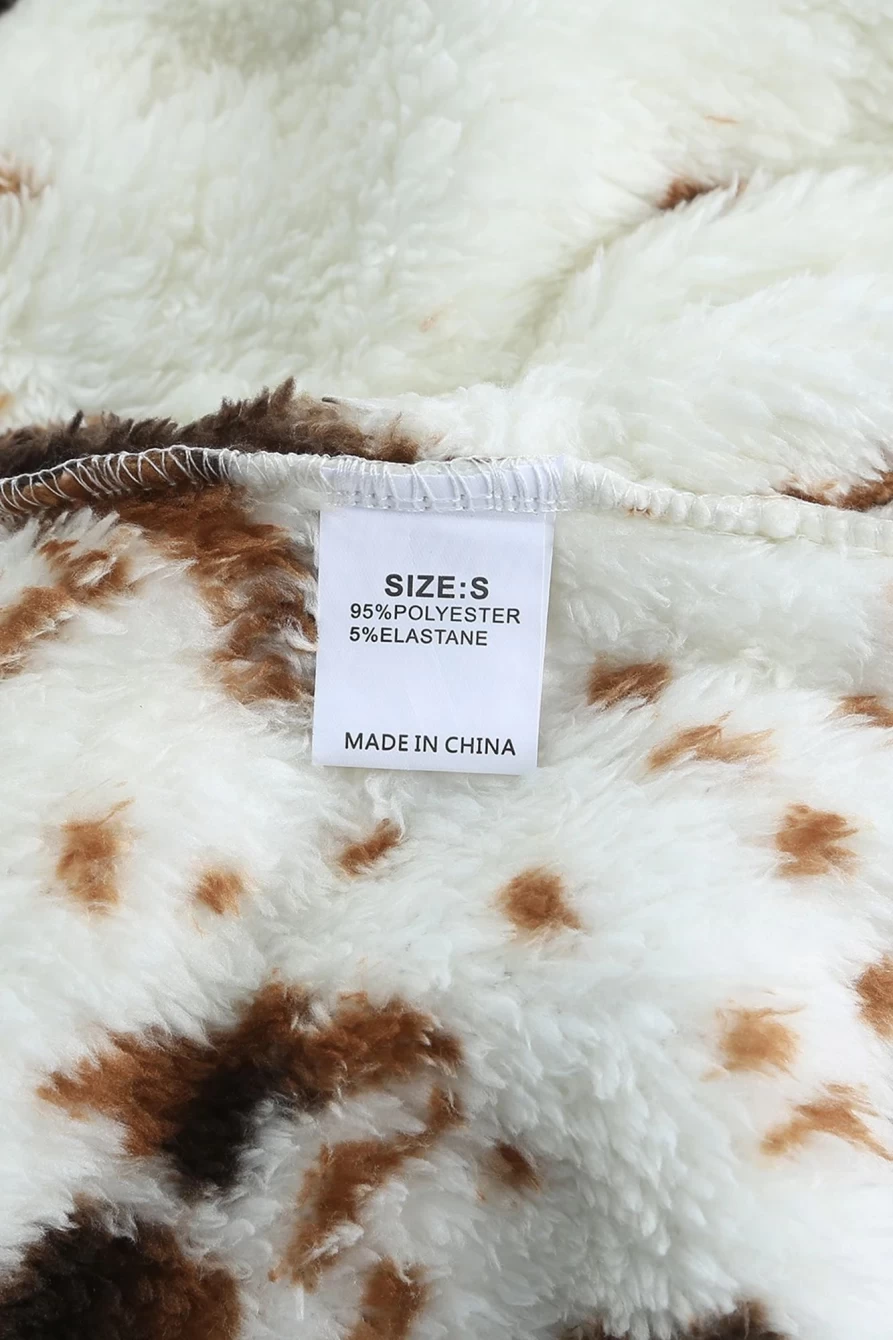 SIZE:S
95%POLYESTER
5%ELASTANE
MADE IN CHINA